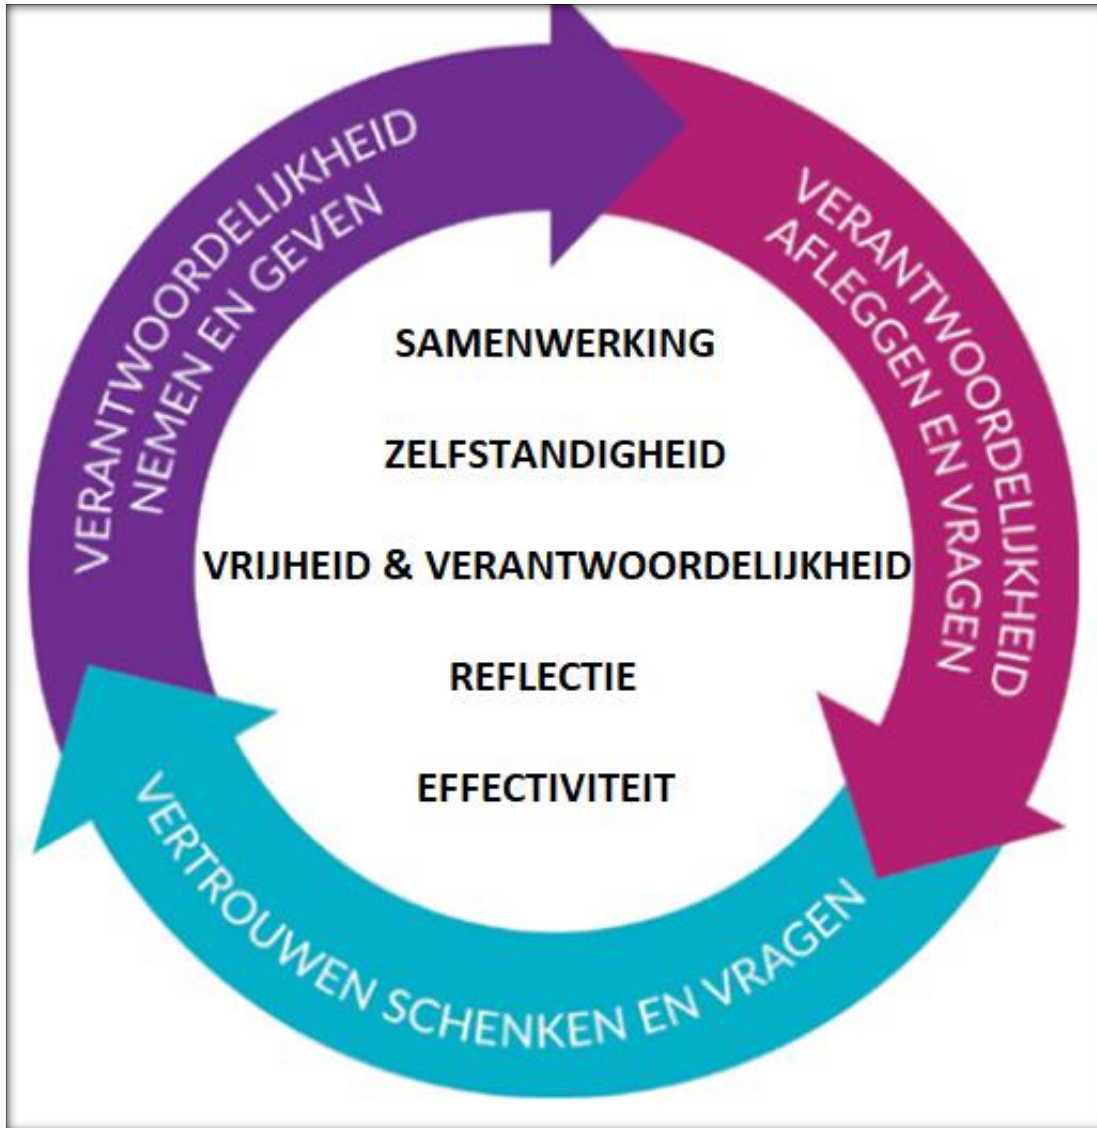 VERANTWOORDELIJKHEID
NEMEN EN GEVEN
VERANTWOORDELIJKHEID
AFLEGGEN EN VRAGEN
SAMENWERKING
ZELFSTANDIGHEID
VRIJHEID & VERANTWOORDELIJKHEID
REFLECTIE
EFFECTIVITEIT
VERTROUWEN SCHENKEN EN VRAGEN